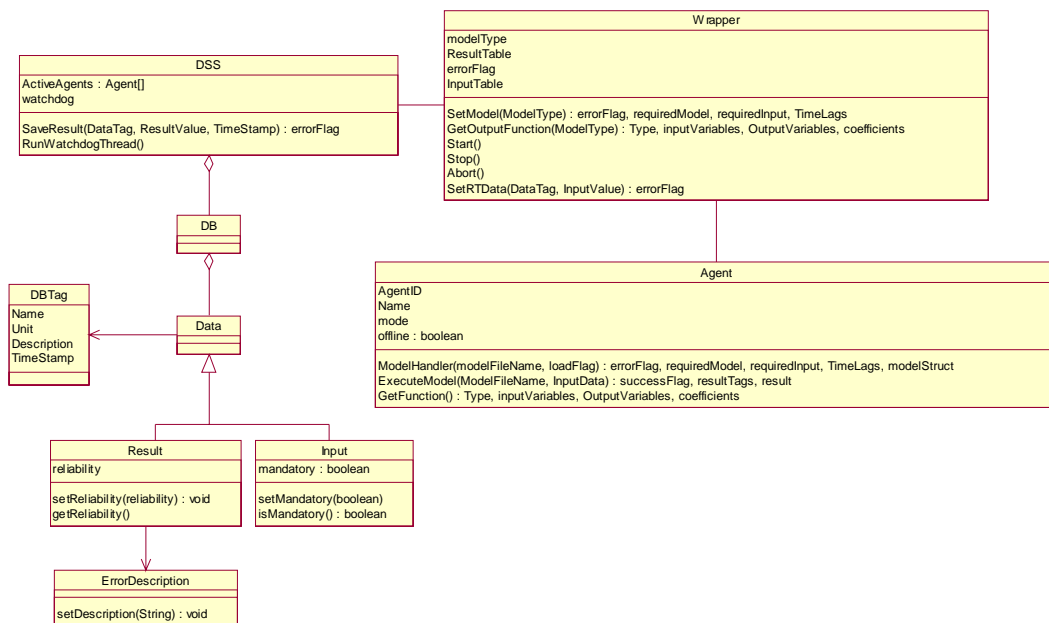 Wrapper
modelType
ResultTable
errorFlag
InputTable
SetModel(ModelType) : errorFlag, requiredModel, requiredInput, TimeLags
GetOutputFunction(ModelType) : Type, inputVariables, OutputVariables, coefficients
Start()
Stop()
Abort()
SetRTData(DataTag, InputValue) : errorFlag
DSS
ActiveAgents : Agent[]
watchdog
SaveResult(DataTag, ResultValue, TimeStamp) : errorFlag
RunWatchdogThread()
DB
Agent
AgentID
Name
mode
offline : boolean
ModelHandler(modelFileName, loadFlag) : errorFlag, requiredModel, requiredInput, TimeLags, modelStruct
ExecuteModel(ModelFileName, InputData) : successFlag, resultTags, result
GetFunction() : Type, inputVariables, OutputVariables, coefficients
DBTag
Name
Unit
Description
TimeStamp
Data
Result
reliability
setReliability(reliability) : void
getReliability()
Input
mandatory : boolean
setMandatory(boolean)
isMandatory() : boolean
ErrorDescription
setDescription(String) : void